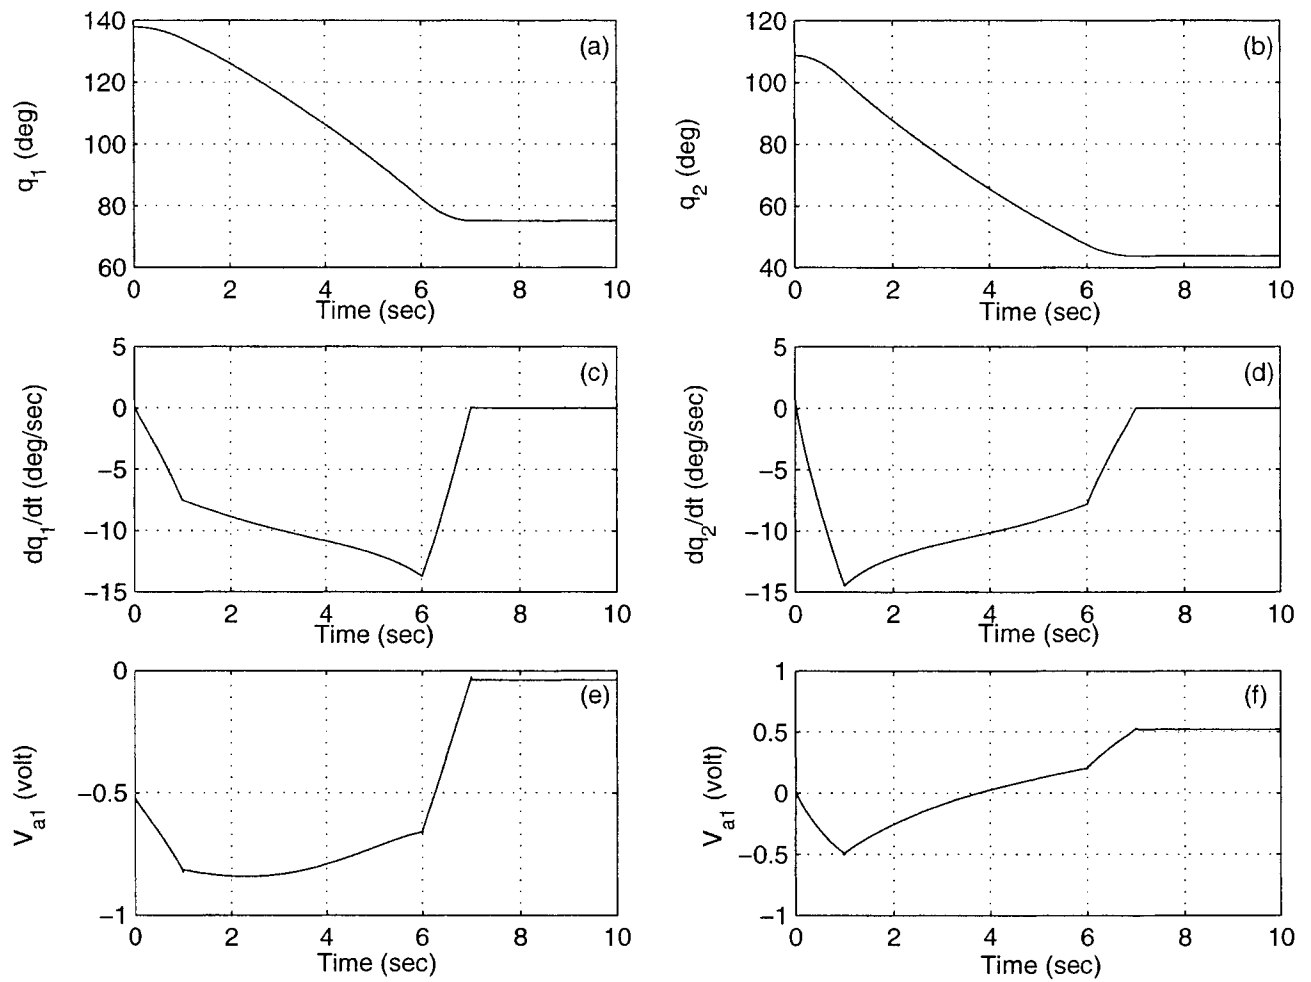 140
120
100
80
60
q1 (deg)
(a)
0 2 4 6 8 10
Time (sec)
120
100
80
60
40
q2 (deg)
(b)
0 2 4 6 8 10
Time (sec)
5
0
−5
−10
−15
dq1/dt (deg/sec)
(c)
0 2 4 6 8 10
Time (sec)
5
0
−5
−10
−15
dq2/dt (deg/sec)
(d)
0 2 4 6 8 10
Time (sec)
0
−0.5
−1
Va1 (volt)
(e)
0 2 4 6 8 10
Time (sec)
1
0.5
0
−0.5
−1
Va1 (volt)
(f)
0 2 4 6 8 10
Time (sec)